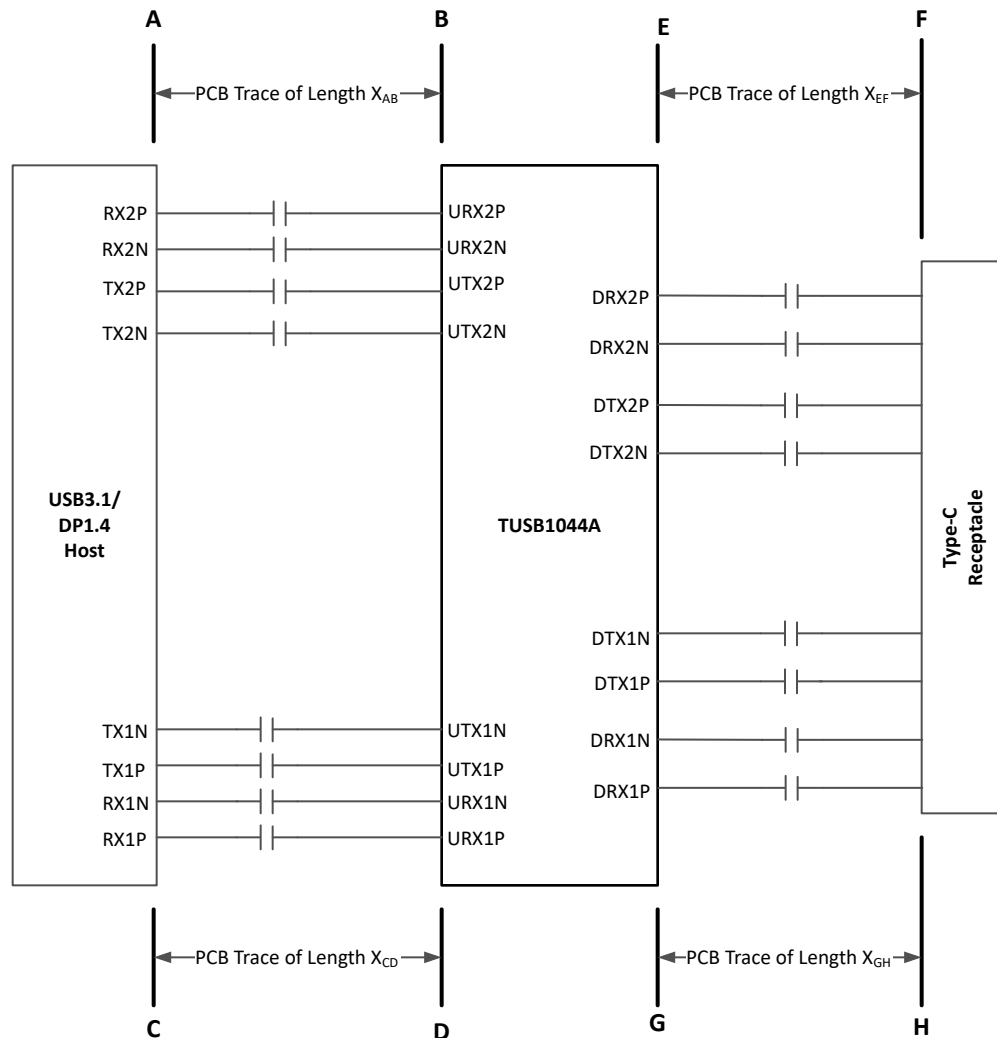 A
B
E
F
PCB Trace of Length XAB
PCB Trace of Length XEF
RX2P
URX2P
RX2N
URX2N
TX2P
UTX2P
TX2N
UTX2N
DRX2P
DRX2N
DTX2P
DTX2N
USB3.1/
DP1.4
Host
TUSB1044A
Type-C
Receptacle
DTX1N
DTX1P
DRX1N
DRX1P
TX1N
UTX1N
TX1P
UTX1P
RX1N
URX1N
RX1P
URX1P
PCB Trace of Length XCD
PCB Trace of Length XGH
C
D
G
H